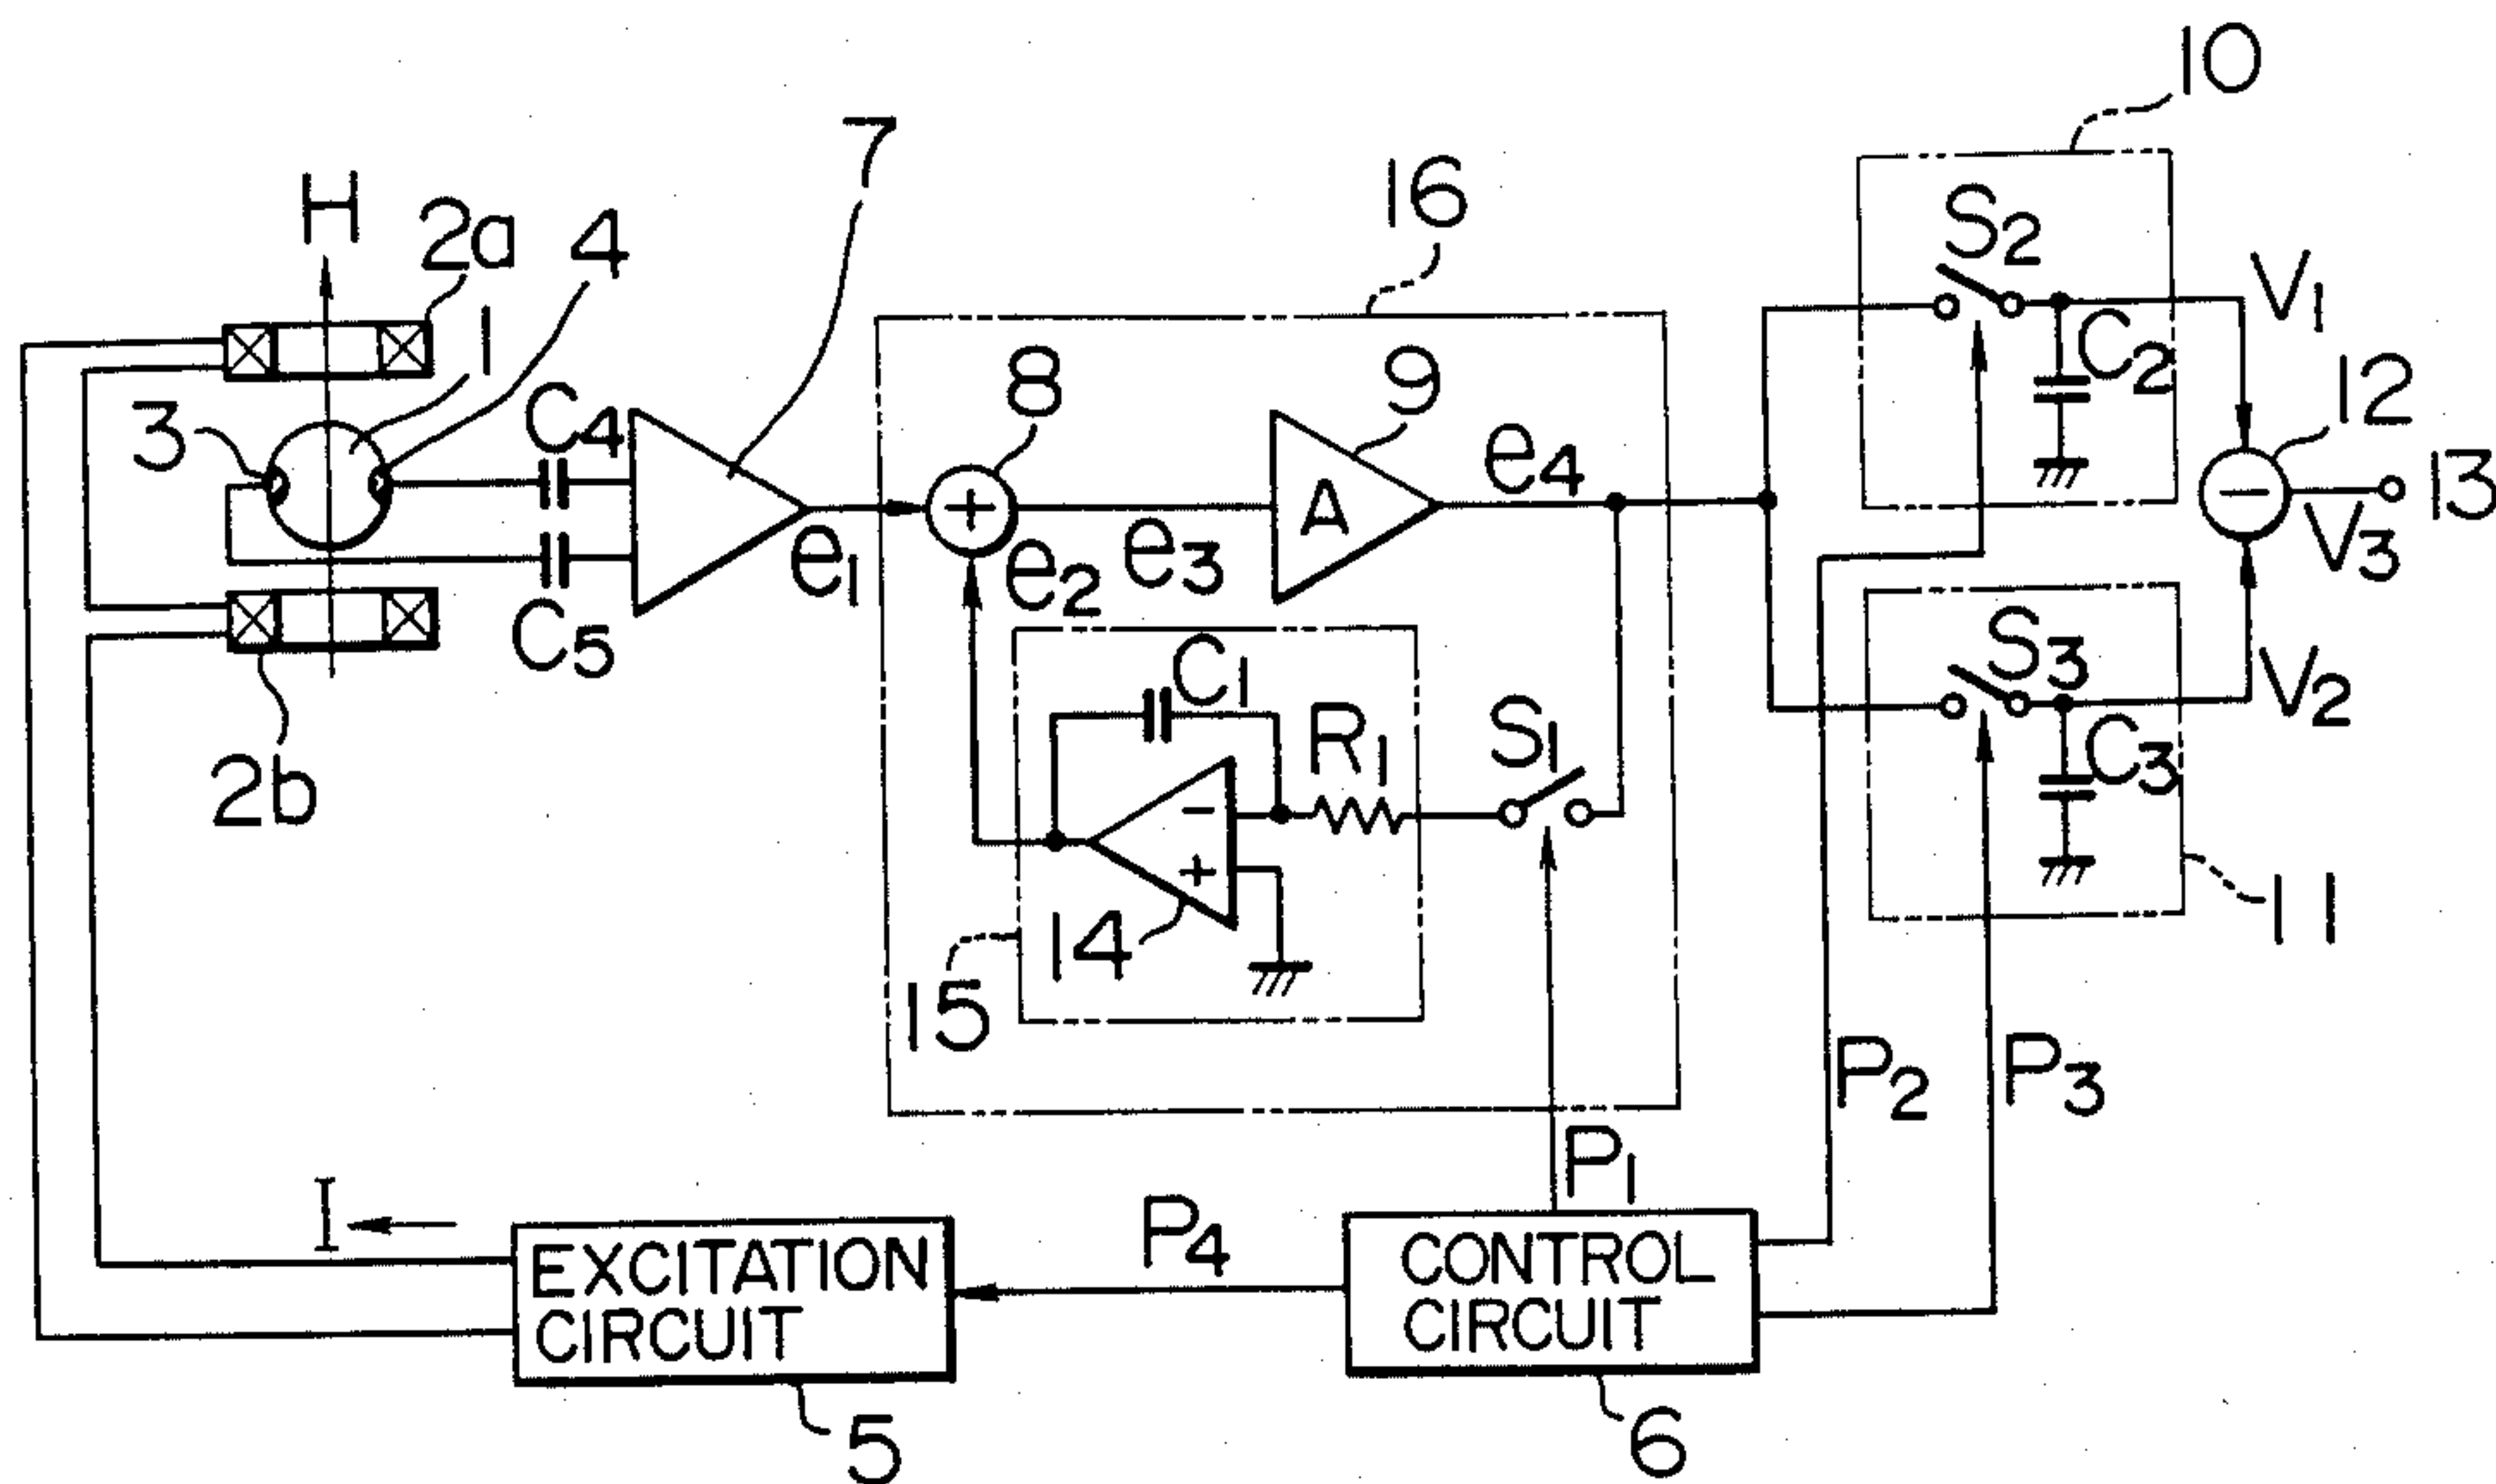 10
7
16
H
2a
4
S2
V1
1
8
9
C2
12
3
C4
e4
A
+
−
13
e1
e2
e3
V3
C5
S3
C1
V2
R1
S1
C3
2b
-
+
14
11
15
P2
P3
P1
I
P4
EXCITATION
CIRCUIT
CONTROL
CIRCUIT
5
6